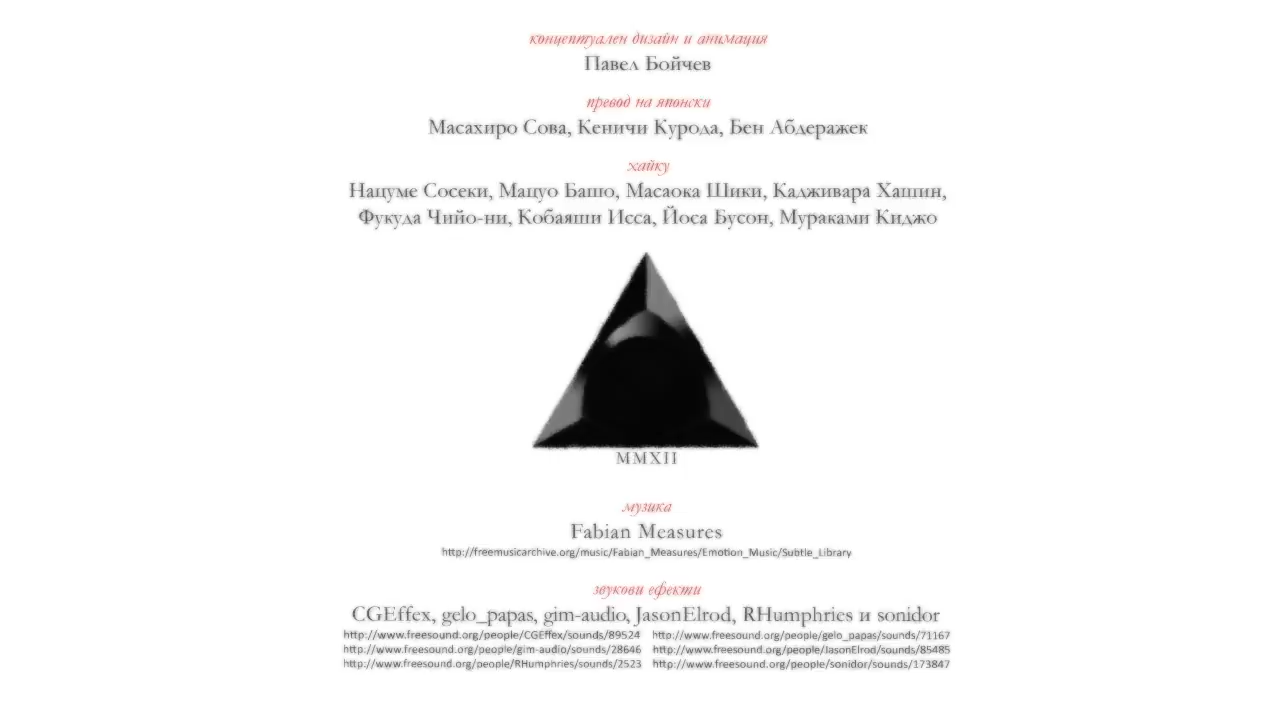 концептуален дизайн и анимация
Павел Бойчев
превод на японски
Масахиро Сова, Кеничи Курода, Бен Абдеражек
хайку
Нацуме Сосеки, Мацуо Башо, Масаока Шики, Каджиvара Хашин,
Фукуда Чийо-ни, Кобаяши Исса, Йоса Бусон, Мураками Киджо
MMXII
музика
Fabian Measures
http://freemusicarchive.org/music/Fabian_Measures/Emotion_Music/Subtle_Library
звукови ефекти
CGEffex, gelo_papas, gim-audio, JasonElrod, RHumphries и sonidor
http://www.freesound.org/people/CGEffex/sounds/89524 http://www.freesound.org/people/gelo_papas/sounds/71167
http://www.freesound.org/people/gim-audio/sounds/28646 http://www.freesound.org/people/JasonElrod/sounds/85485
http://www.freesound.org/people/RHumphries/sounds/2523 http://www.freesound.org/people/sonidor/sounds/173847